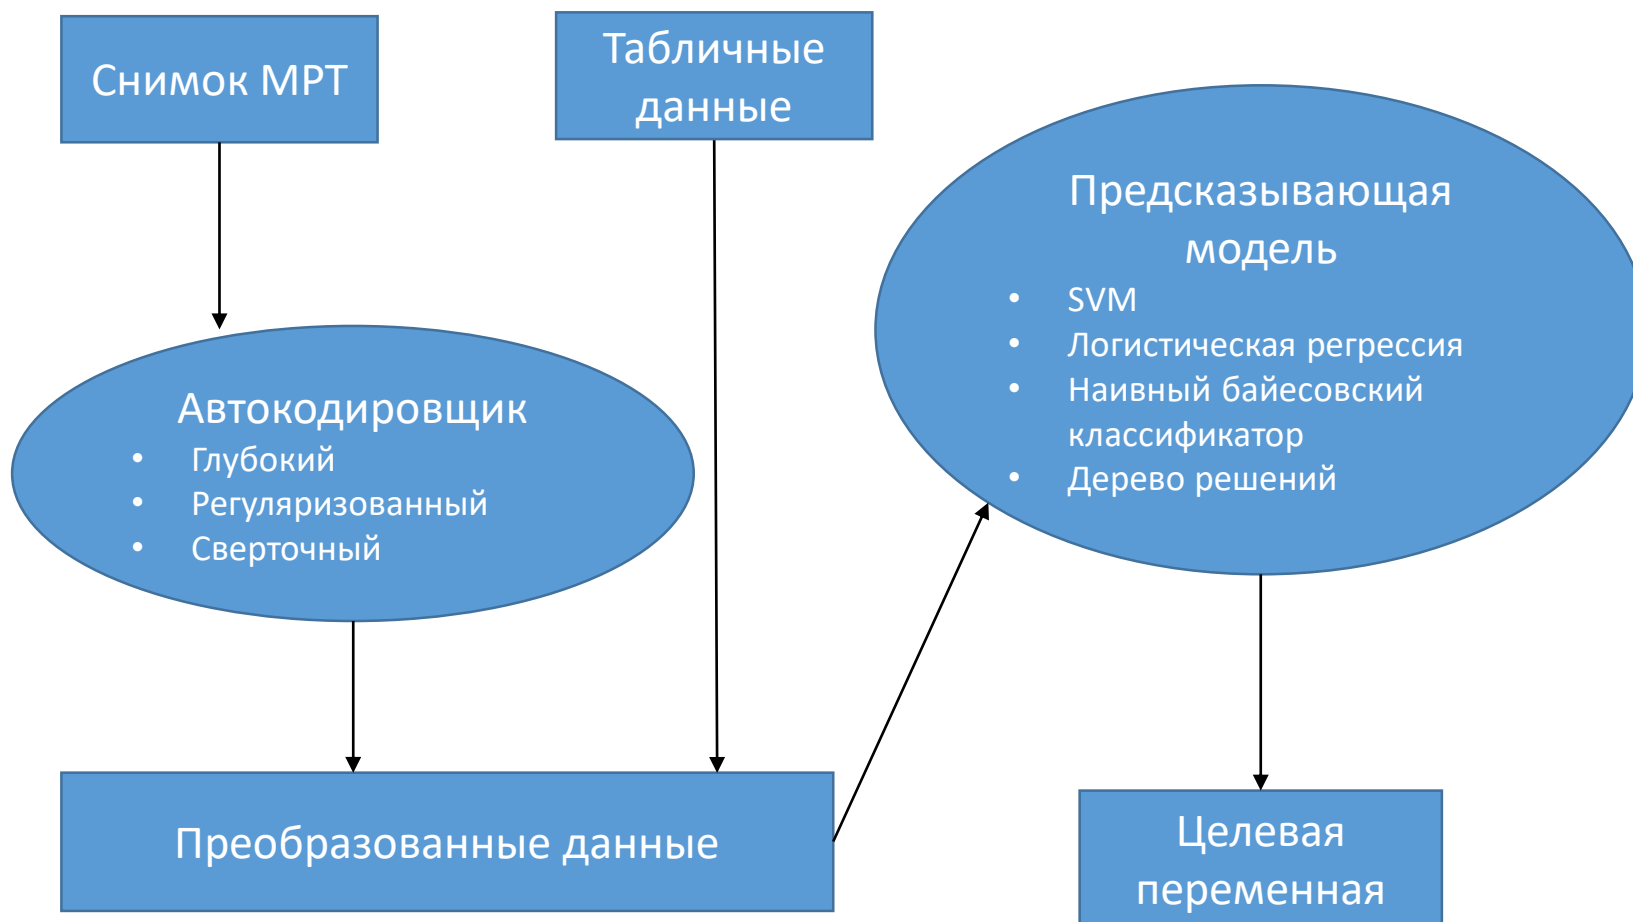 Снимок МРТ
Табличные
данные
Предсказывающая
модель
• SVM
• Логистическая регрессия
• Наивный байесовский
классификатор
• Дерево решений
Автокодировщик
• Глубокий
• Регуляризованный
• Сверточный
Преобразованные данные
Целевая
переменная